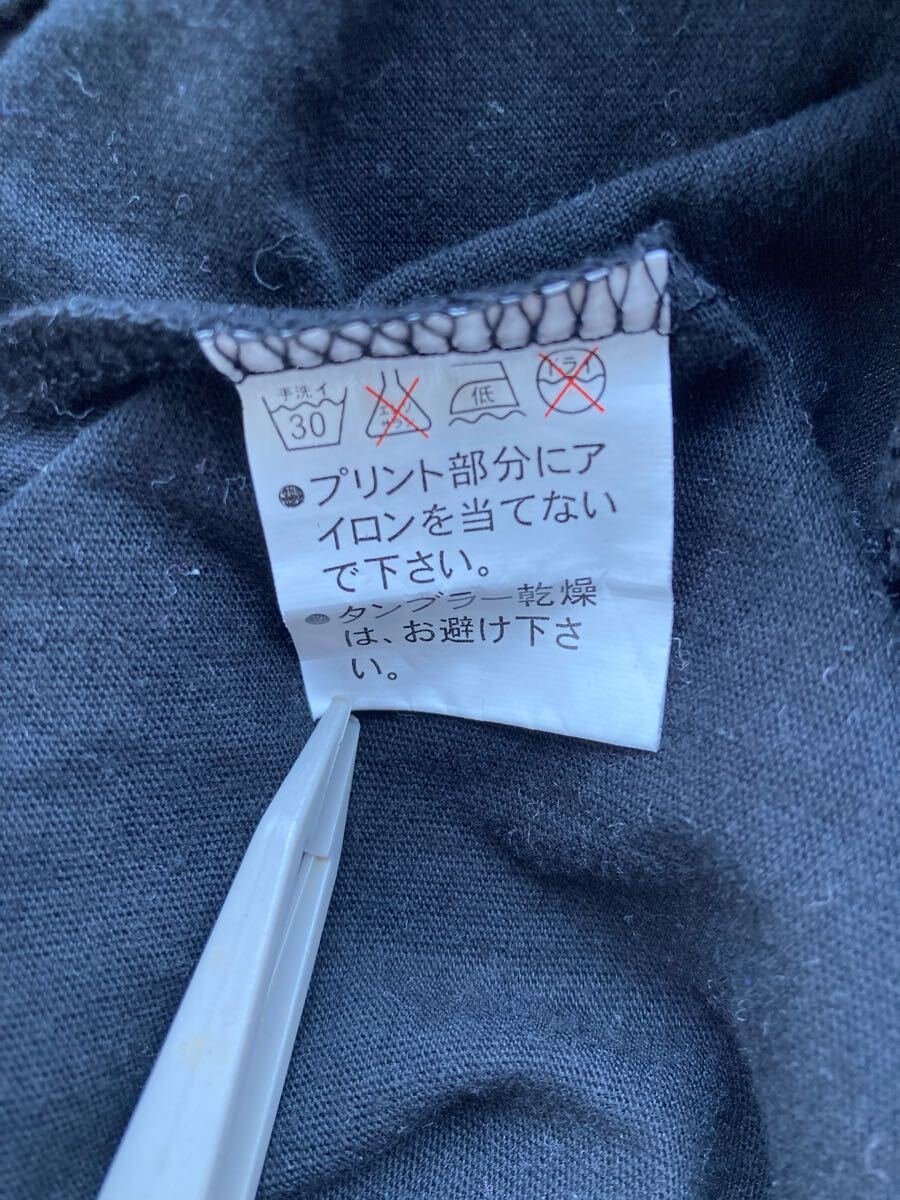 手洗イ 30 エンソ サラシ 低 ドライ
●プリント部分にア
イロンを当てない
で下さい。
●タンブラー乾燥
は、お避け下さ
い。